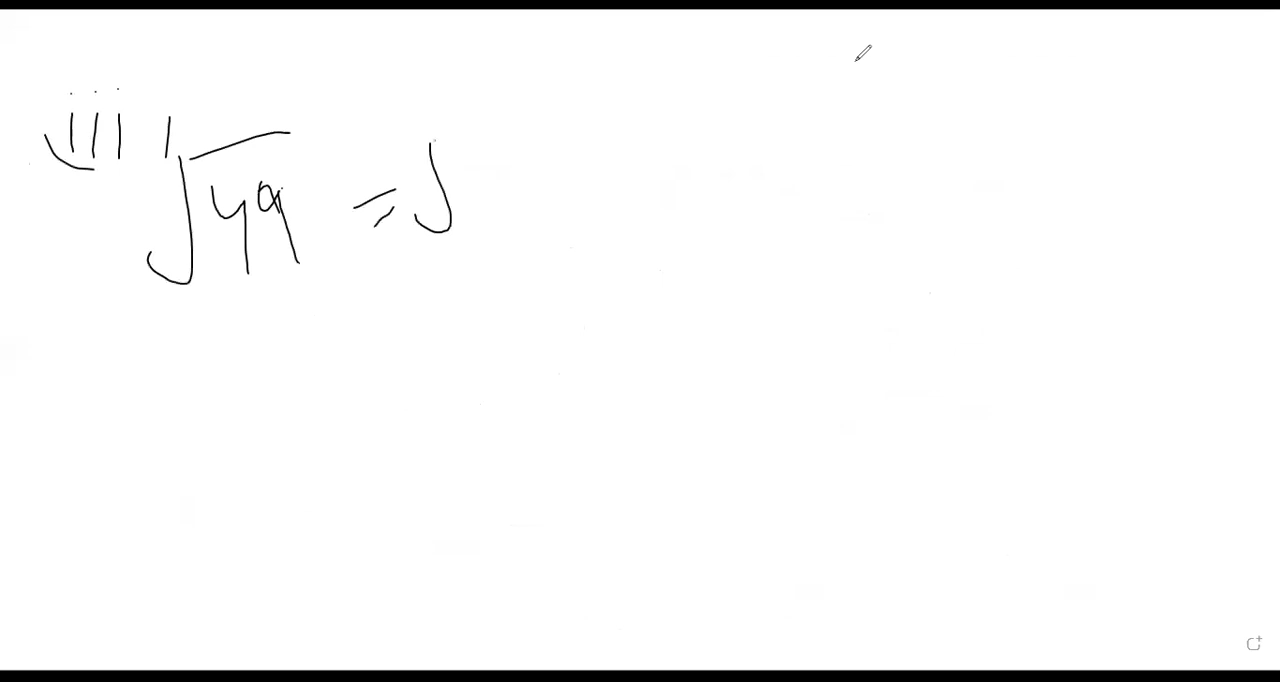 iii) √49 = J